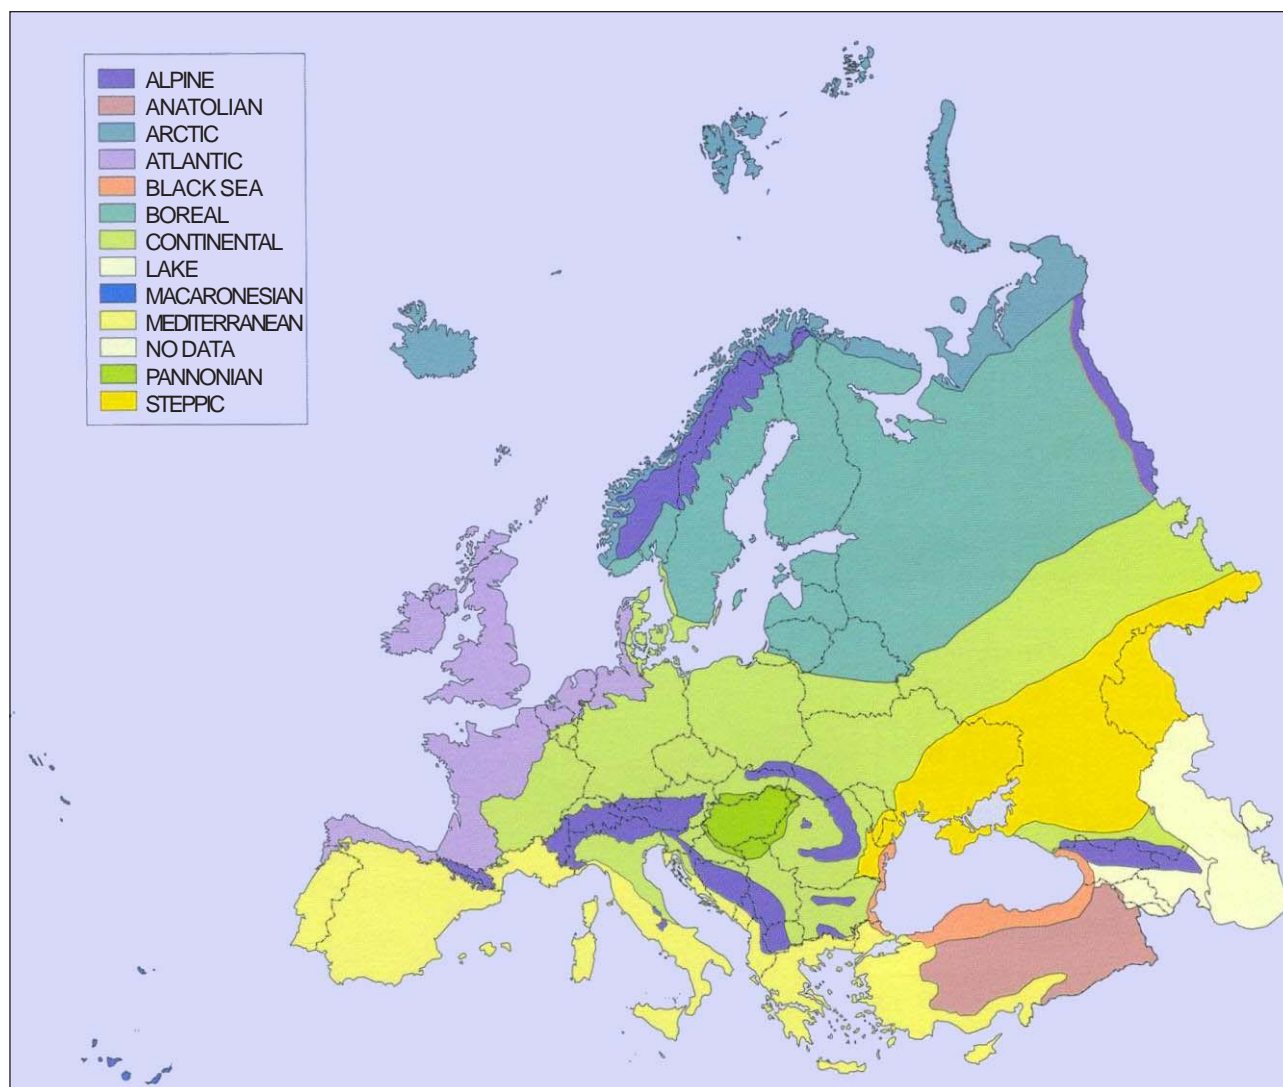 ALPINE
ANATOLIAN
ARCTIC
ATLANTIC
BLACK SEA
BOREAL
CONTINENTAL
LAKE
MACARONESIAN
MEDITERRANEAN
NO DATA
PANNONIAN
STEPPIC